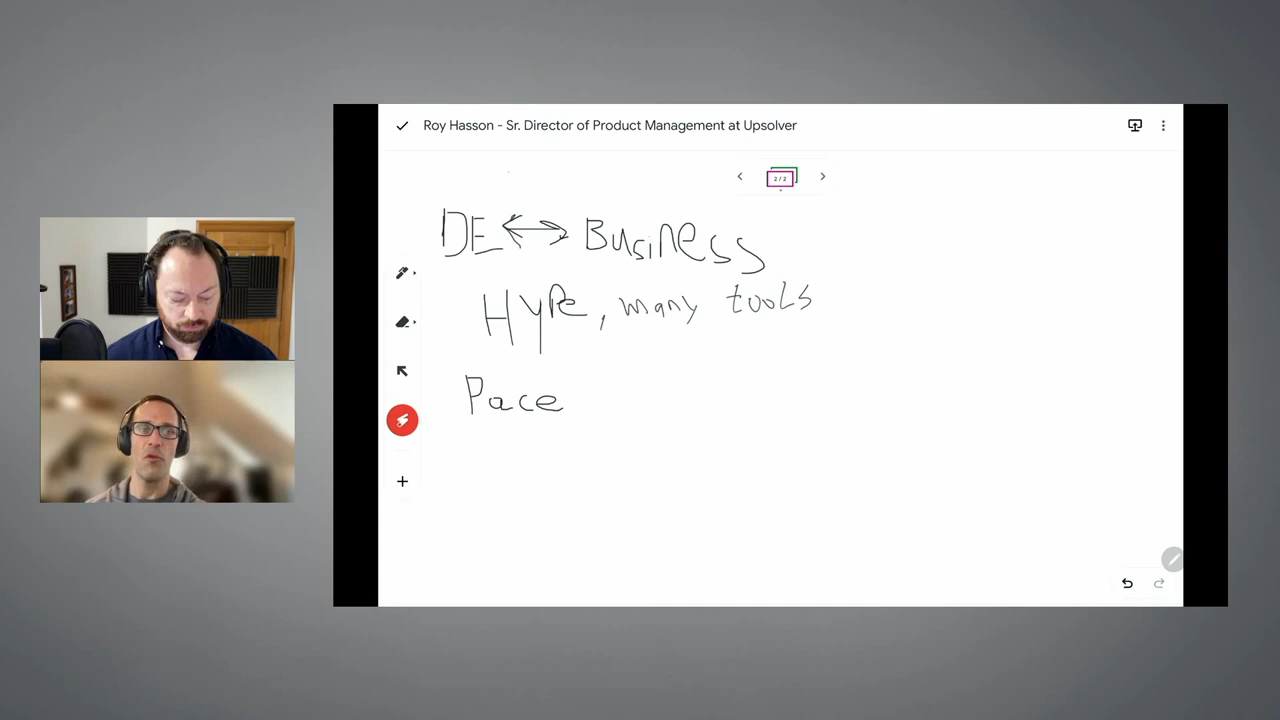 Roy Hasson - Sr. Director of Product Management at Upsolver
2 / 2
DE ↔ Business
Hype, many tools
Pace